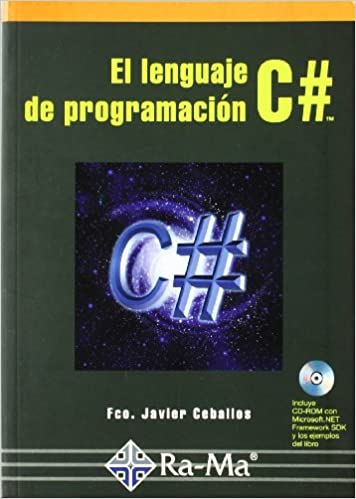 El lenguaje
de programación C#™
C#
Fco. Javier Ceballos
Incluye
CD-ROM con
Microsoft.NET
Framework SDK
y los ejemplos
del libro
Ra-Ma®